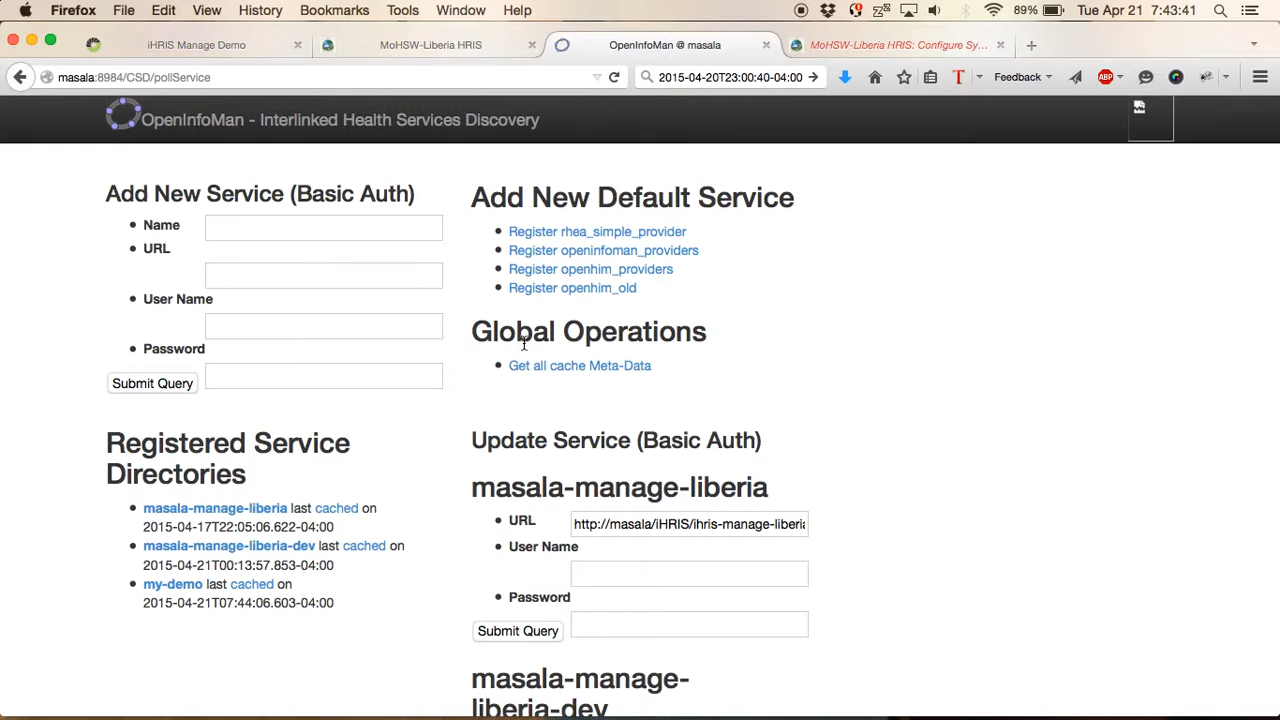 Firefox File Edit View History Bookmarks Tools Window Help 89% Tue Apr 21 7:43:41
iHRIS Manage Demo × MoHSW-Liberia HRIS × OpenInfoMan @ masala × MoHSW-Liberia HRIS: Configure Sy... × +
masala:8984/CSD/pollService 2015-04-20T23:00:40-04:00 T Feedback ABP
OpenInfoMan - Interlinked Health Services Discovery
Add New Service (Basic Auth)
• Name
• URL
• User Name
• Password
Submit Query
Add New Default Service
• Register rhea_simple_provider
• Register openinfoman_providers
• Register openhim_providers
• Register openhim_old
Global Operations
• Get all cache Meta-Data
Registered Service
Directories
• masala-manage-liberia last cached on
2015-04-17T22:05:06.622-04:00
• masala-manage-liberia-dev last cached on
2015-04-21T00:13:57.853-04:00
• my-demo last cached on
2015-04-21T07:44:06.603-04:00
Update Service (Basic Auth)
masala-manage-liberia
• URL http://masala/iHRIS/ihris-manage-liberia
• User Name
• Password
Submit Query
masala-manage-
liberia-dev